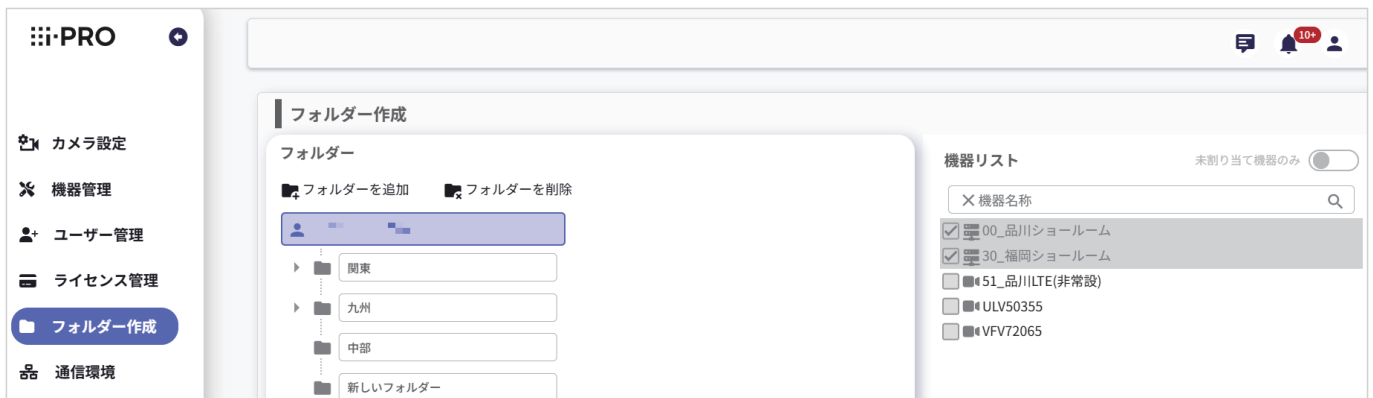 i-PRO
10+
カメラ設定
機器管理
ユーザー管理
ライセンス管理
フォルダー作成
通信環境
フォルダー作成
フォルダー
フォルダーを追加
フォルダーを削除
関東
九州
中部
新しいフォルダー
機器リスト
未割り当て機器のみ
機器名称
00_品川ショールーム
30_福岡ショールーム
51_品川LTE(非常設)
ULV50355
VFV72065